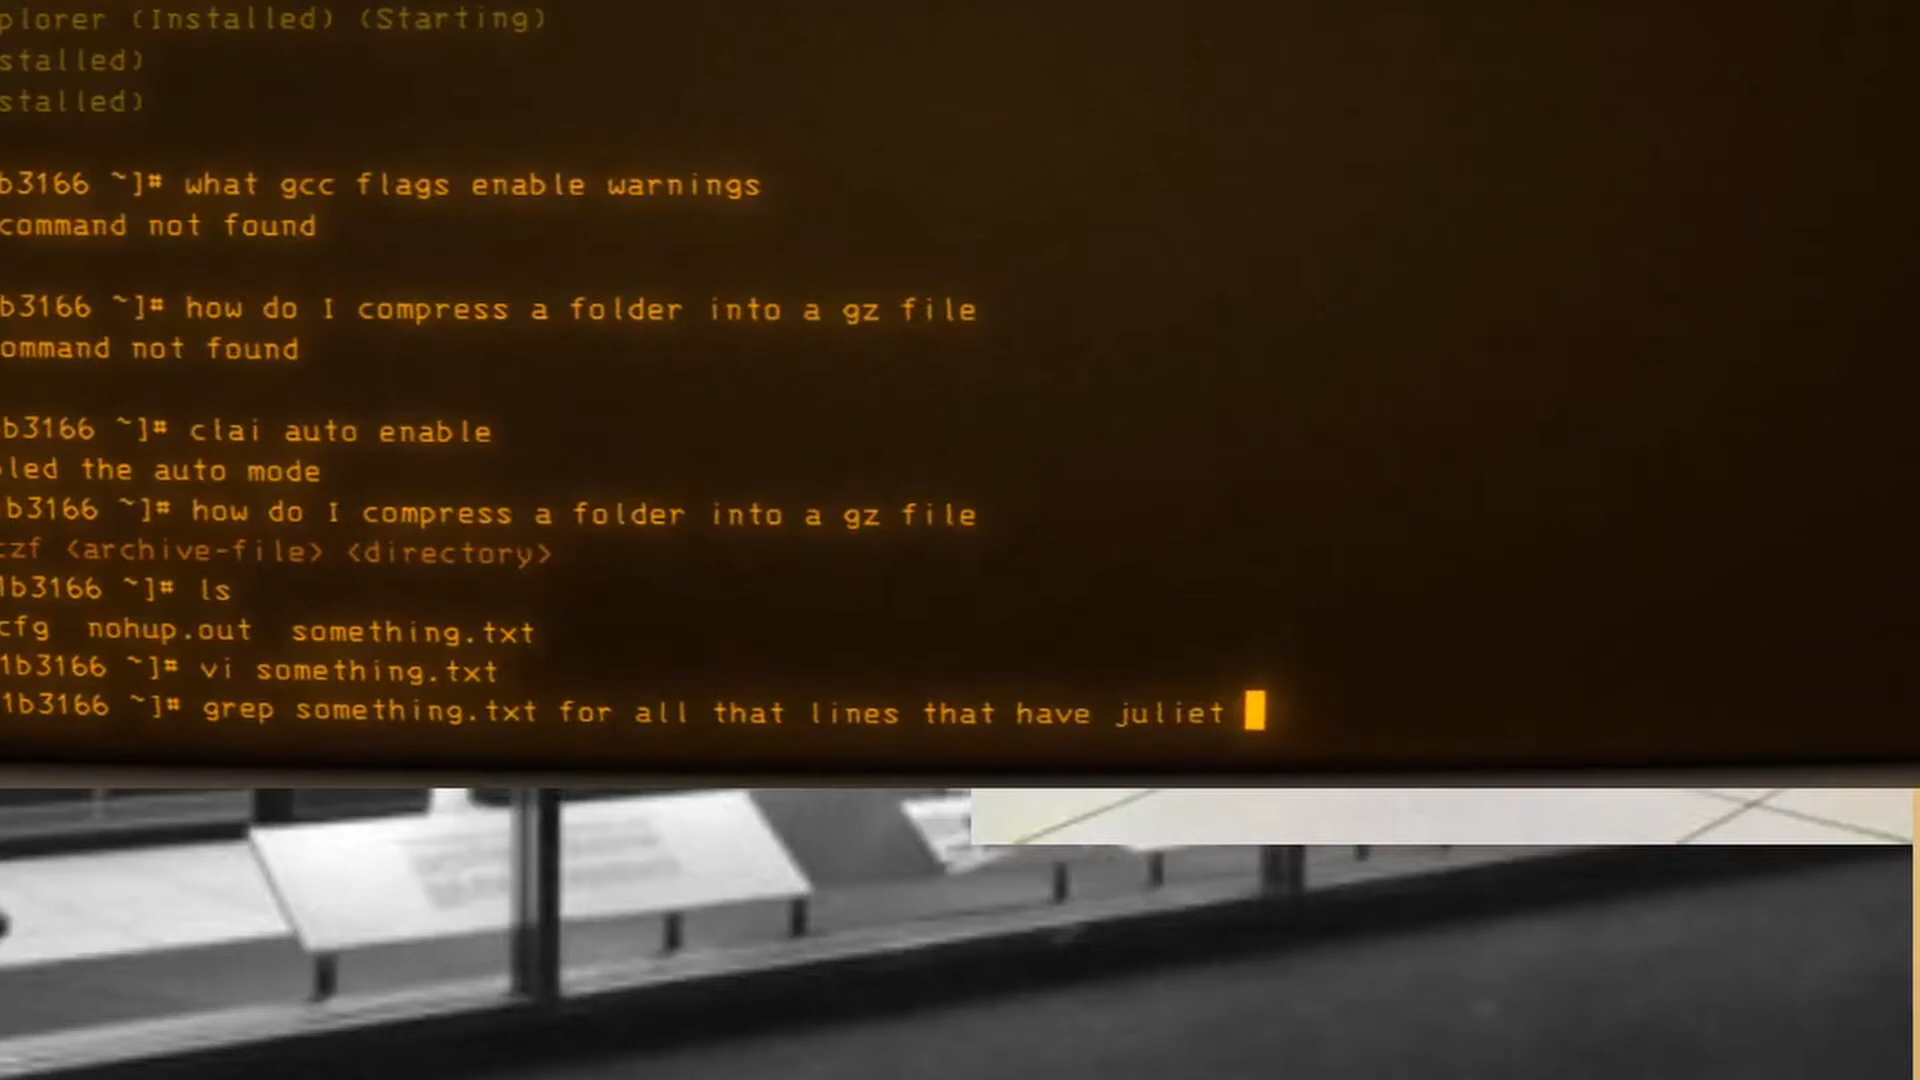 plorer (Installed) (Starting)
stalled)
stalled)
b3166 ~]# what gcc flags enable warnings
command not found
b3166 ~]# how do I compress a folder into a gz file
ommand not found
b3166 ~]# clai auto enable
led the auto mode
b3166 ~]# how do I compress a folder into a gz file
czf <archive-file> <directory>
1b3166 ~]# ls
cfg nohup.out something.txt
1b3166 ~]# vi something.txt
1b3166 ~]# grep something.txt for all that lines that have juliet